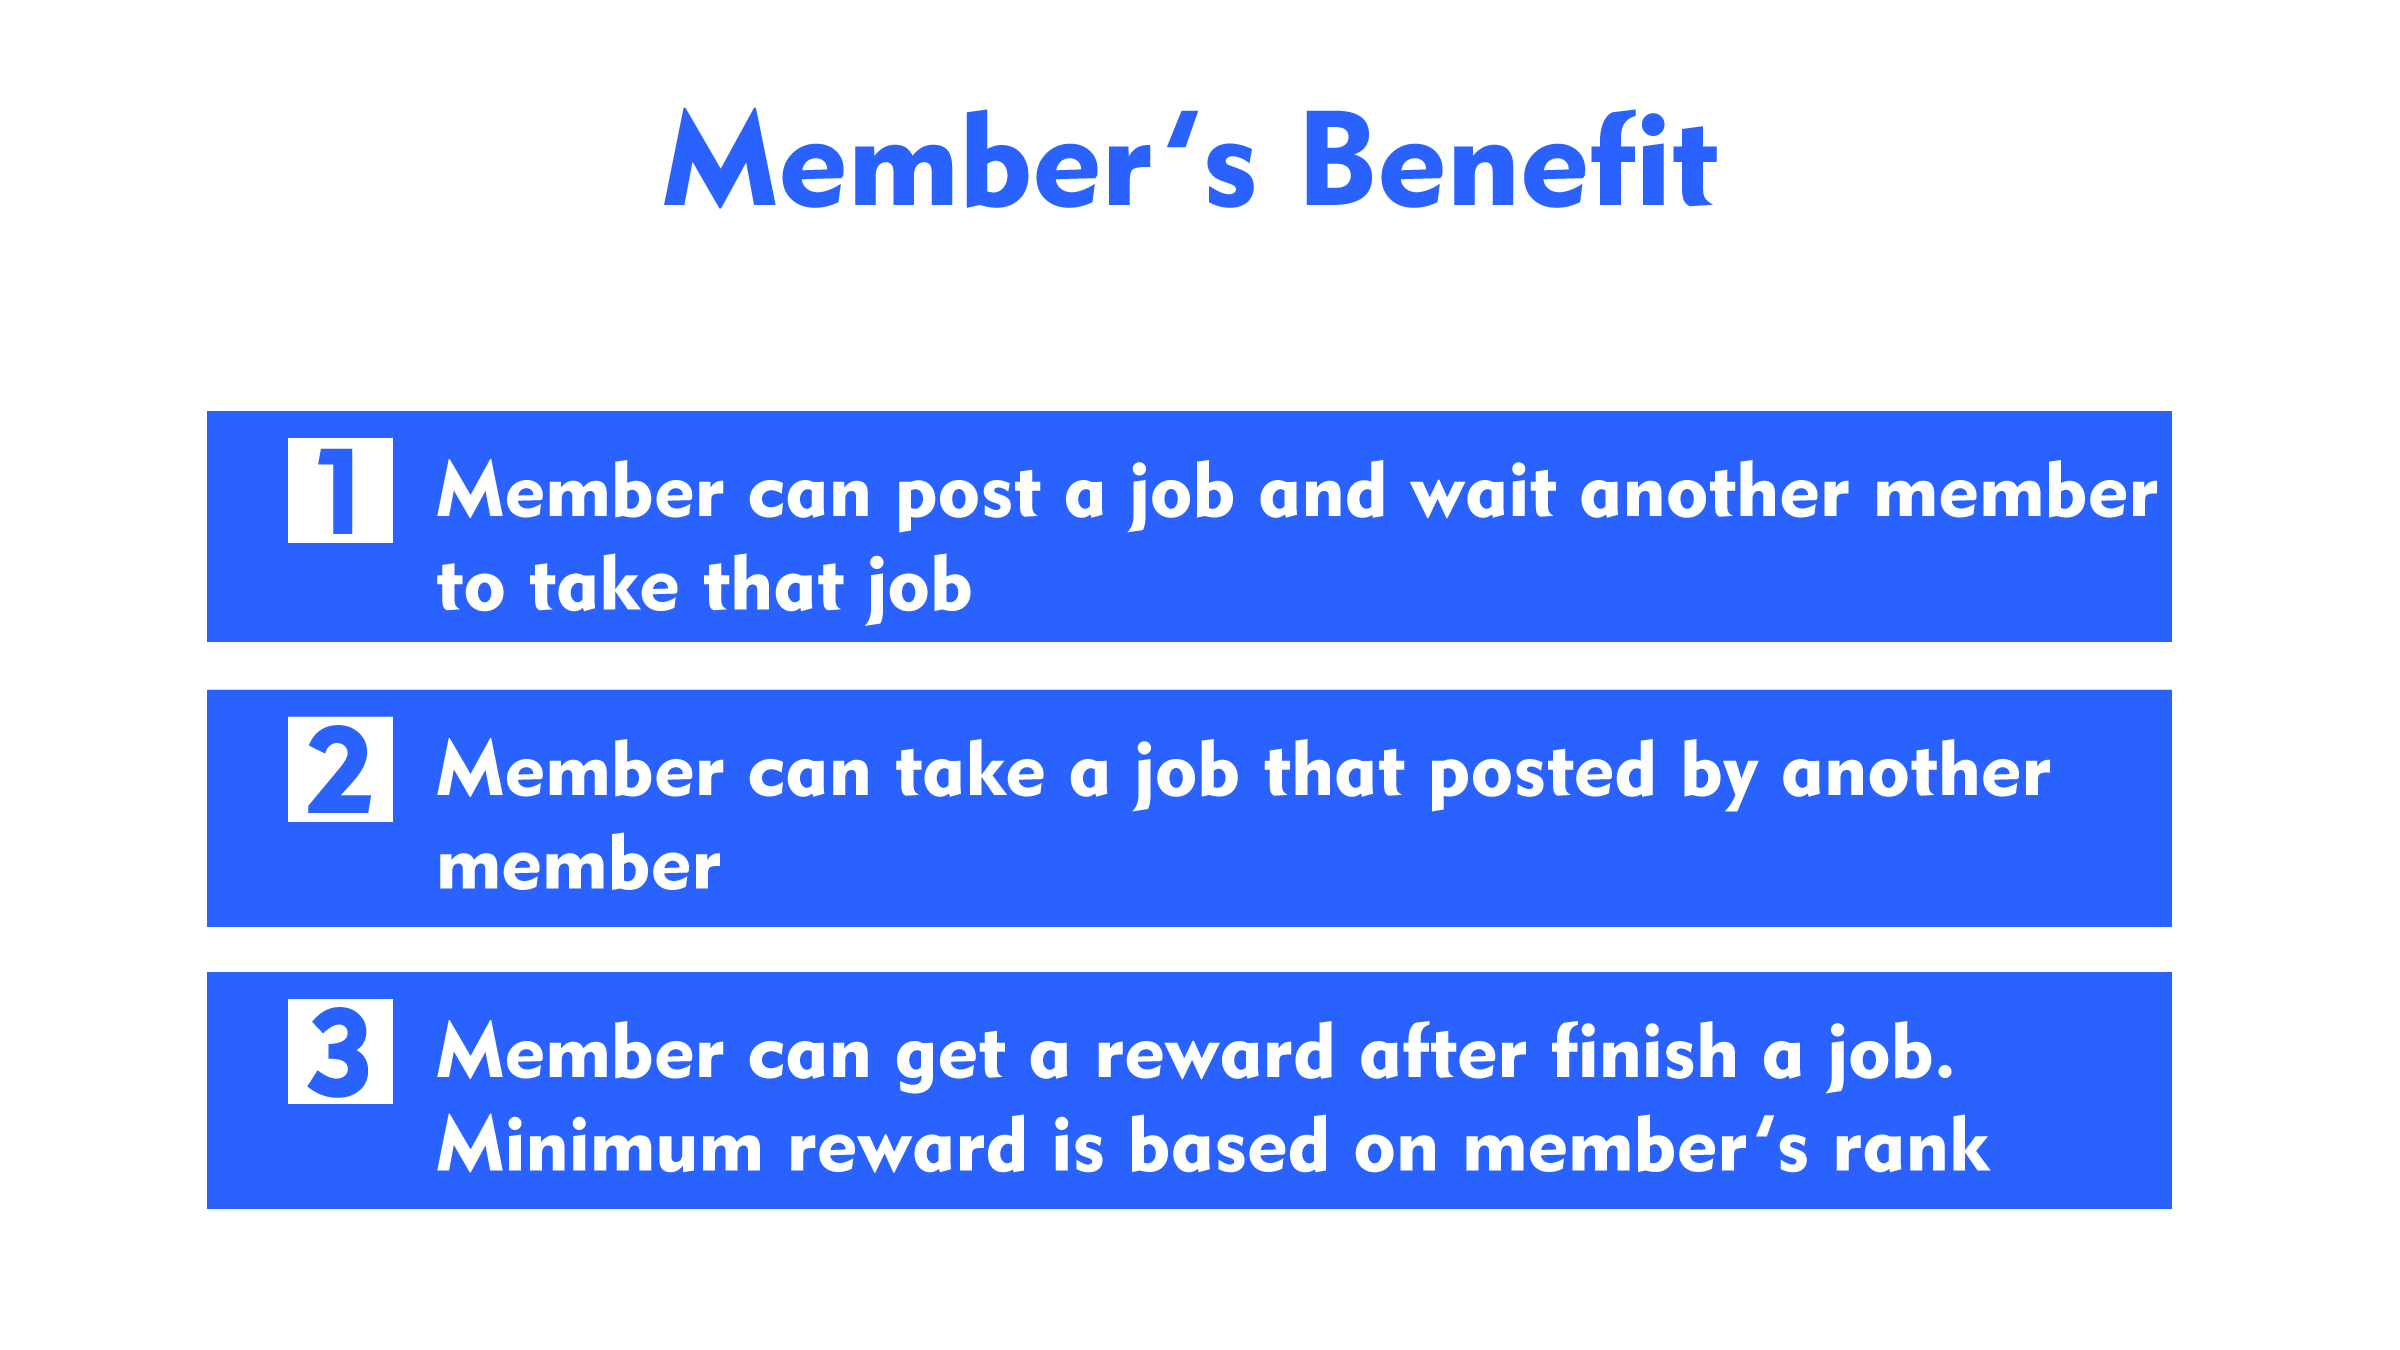 Member‘s Benefit
1
Member can post a job and wait another member
to take that job
2
Member can take a job that posted by another
member
3
Member can get a reward after finish a job.
Minimum reward is based on member‘s rank